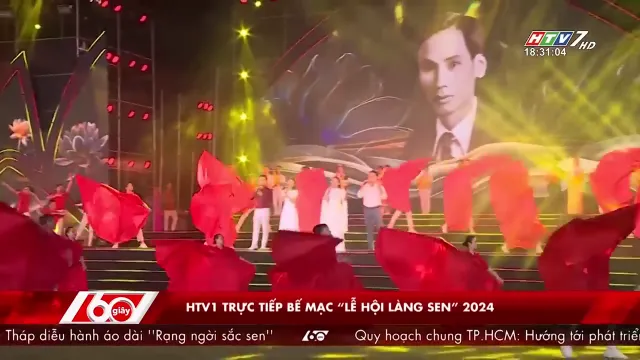 HTV7 HD
18:31:04
60 giây
HTV1 TRỰC TIẾP BẾ MẠC “LỄ HỘI LÀNG SEN” 2024
Tháp diễu hành áo dài "Rạng ngời sắc sen" 60 Quy hoạch chung TP.HCM: Hướng tới phát triể